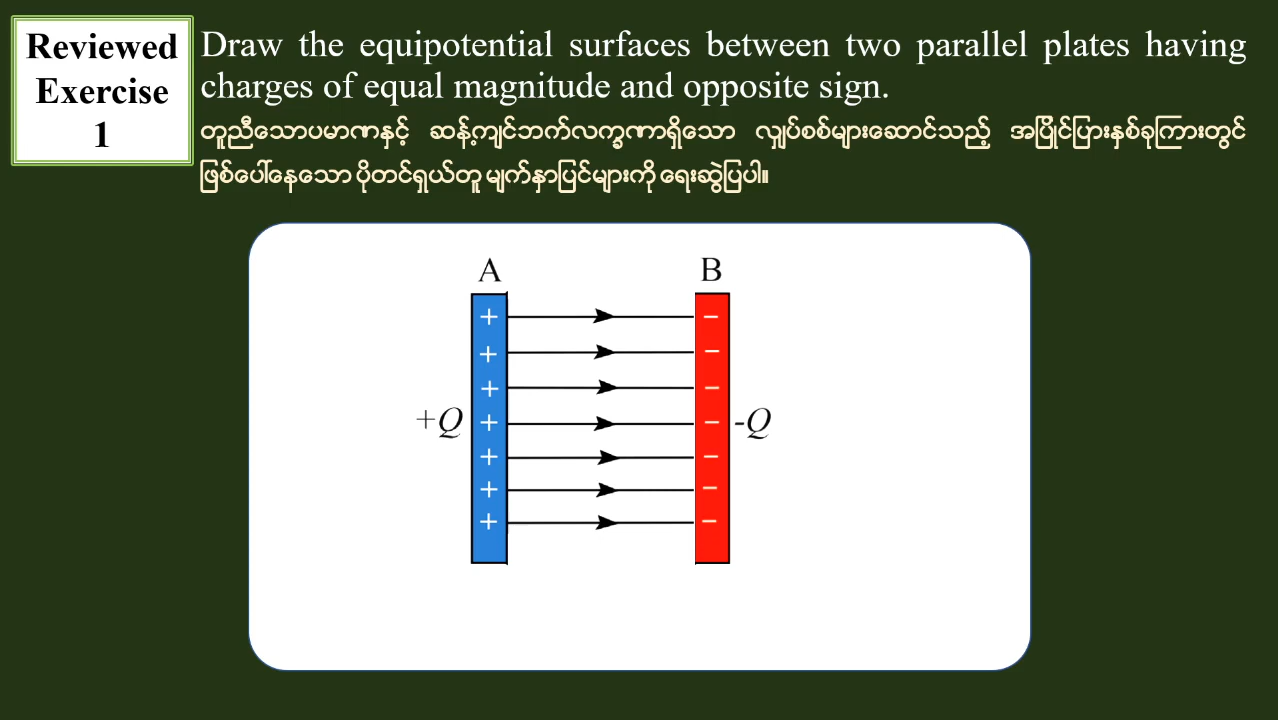 Reviewed
Exercise
1
Draw the equipotential surfaces between two parallel plates having
charges of equal magnitude and opposite sign.
တူညီသောပမာဏနှင့် ဆန့်ကျင်ဘက်လက္ခဏာရှိသော လျှပ်စစ်များဆောင်သည့် အပြိုင်ပြားနှစ်ခုကြားတွင်
ဖြစ်ပေါ်နေသော ပိုတင်ရှယ်တူ မျက်နှာပြင်များကို ရေးဆွဲပြပါ။
A B
+ −
+ −
+ −
+Q + − -Q
+ −
+ −
+ −